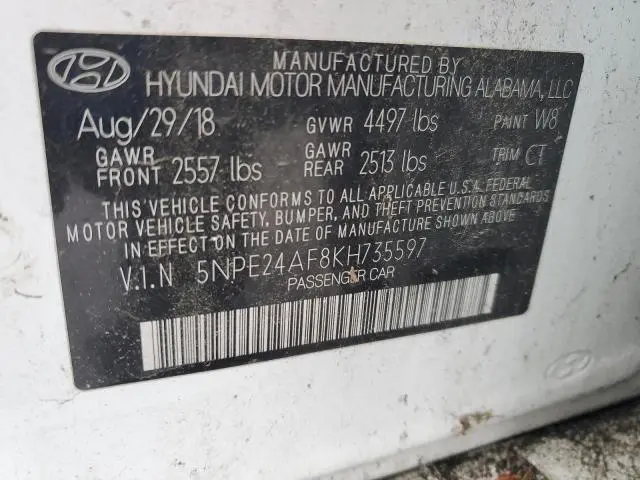 MANUFACTURED BY
HYUNDAI MOTOR MANUFACTURING ALABAMA, LLC
Aug/29/18 GVWR 4497 lbs PAINT W8
GAWR FRONT 2557 lbs GAWR REAR 2513 lbs TRIM CT
THIS VEHICLE CONFORMS TO ALL APPLICABLE U.S.A. FEDERAL
MOTOR VEHICLE SAFETY, BUMPER, AND THEFT PREVENTION STANDARDS
IN EFFECT ON THE DATE OF MANUFACTURE SHOWN ABOVE.
V.I.N 5NPE24AF8KH735597
PASSENGER CAR